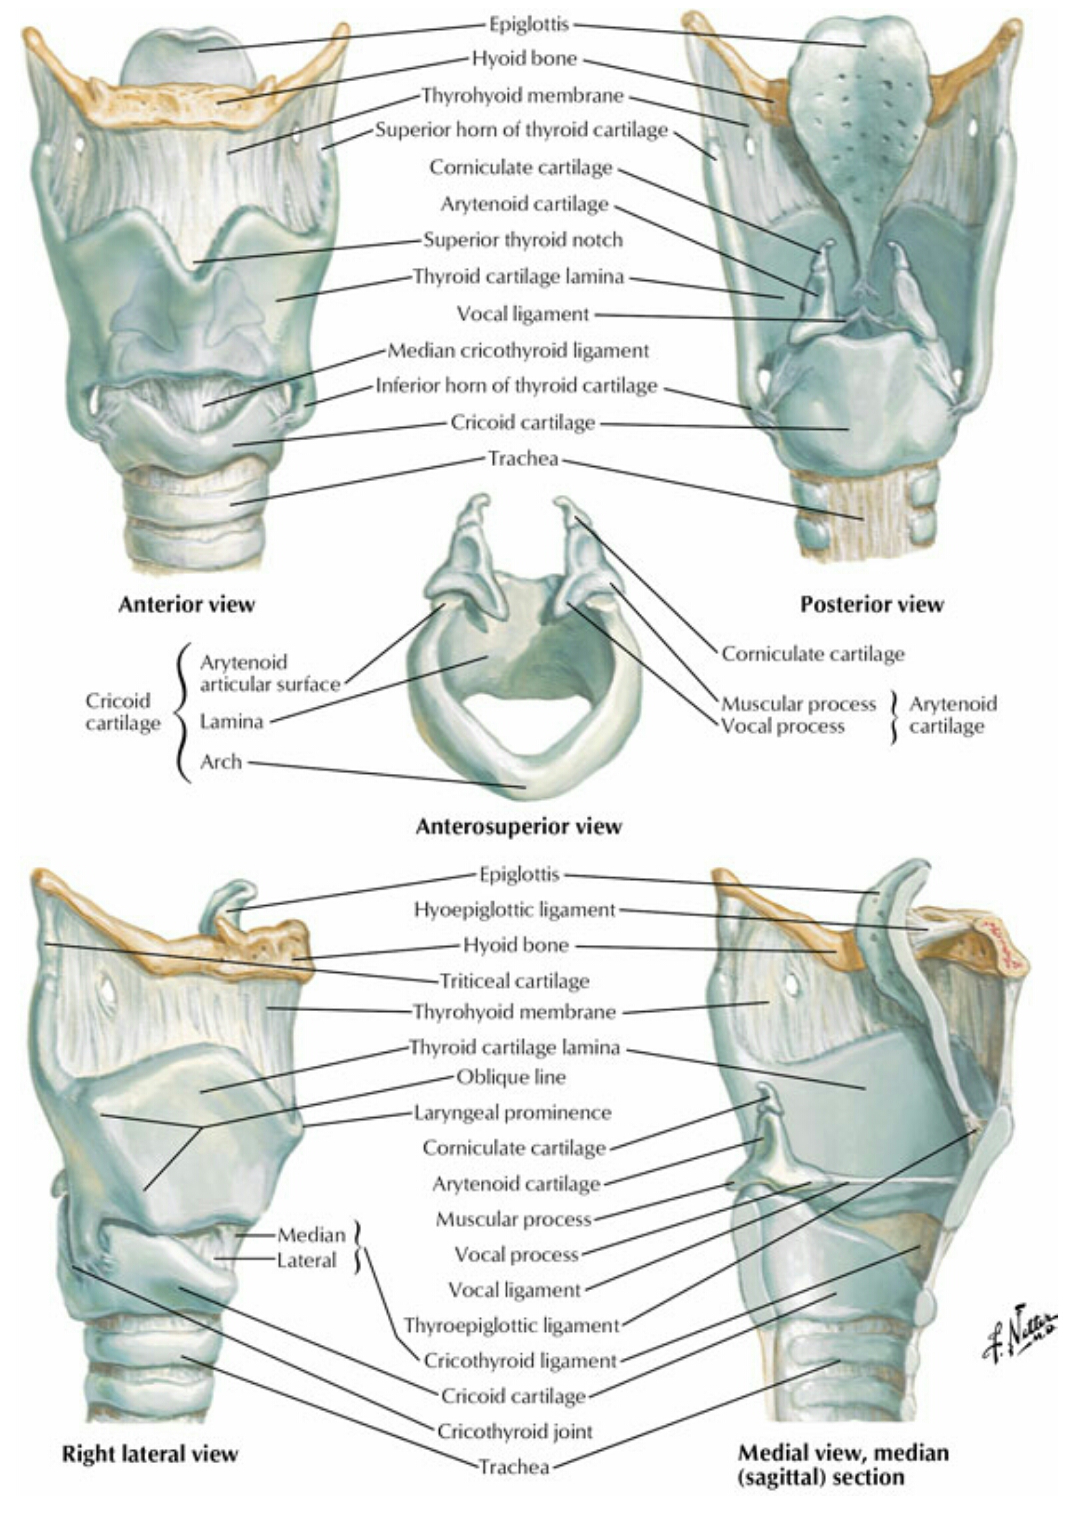 Epiglottis
Hyoid bone
Thyrohyoid membrane
Superior horn of thyroid cartilage
Corniculate cartilage
Arytenoid cartilage
Superior thyroid notch
Thyroid cartilage lamina
Vocal ligament
Median cricothyroid ligament
Inferior horn of thyroid cartilage
Cricoid cartilage
Trachea
Anterior view
Posterior view
Cricoid
cartilage
Arytenoid
articular surface
Lamina
Arch
Corniculate cartilage
Muscular process
Vocal process
Arytenoid
cartilage
Anterosuperior view
Epiglottis
Hyoepiglottic ligament
Hyoid bone
Triticeal cartilage
Thyrohyoid membrane
Thyroid cartilage lamina
Oblique line
Laryngeal prominence
Corniculate cartilage
Arytenoid cartilage
Muscular process
Median
Lateral
Vocal process
Vocal ligament
Thyroepiglottic ligament
Cricothyroid ligament
Cricoid cartilage
Cricothyroid joint
Trachea
Right lateral view
Medial view, median
(sagittal) section
F. Netter
M.D.